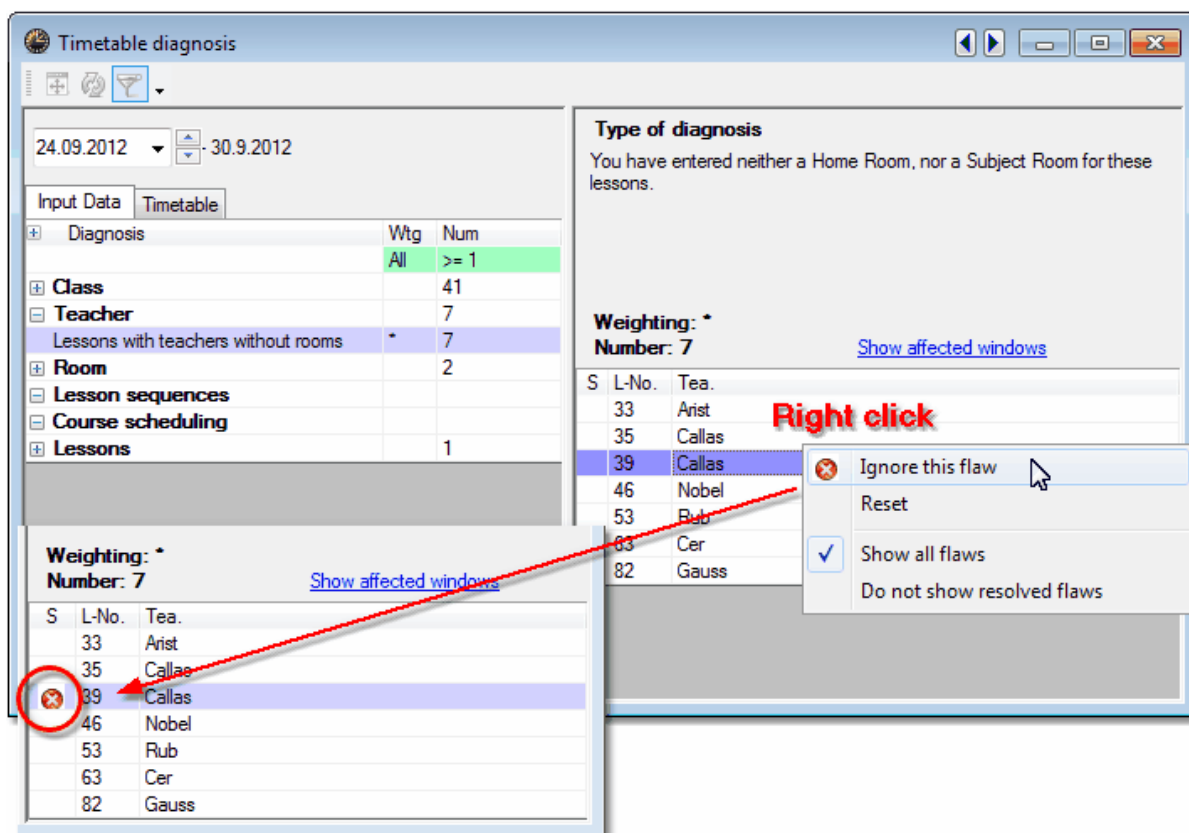 Timetable diagnosis
24.09.2012 - 30.9.2012
Input Data Timetable
Diagnosis Wtg Num
All >= 1
Class 41
Teacher 7
Lessons with teachers without rooms * 7
Room 2
Lesson sequences
Course scheduling
Lessons 1
Type of diagnosis
You have entered neither a Home Room, nor a Subject Room for these
lessons.
Weighting: *
Number: 7 Show affected windows
S L-No. Tea.
33 Arist
35 Callas
39 Callas
46 Nobel
53 Rub
63 Cer
82 Gauss
Right click
Ignore this flaw
Reset
Show all flaws
Do not show resolved flaws
Weighting: *
Number: 7 Show affected windows
S L-No. Tea.
33 Arist
35 Callas
39 Callas
46 Nobel
53 Rub
63 Cer
82 Gauss